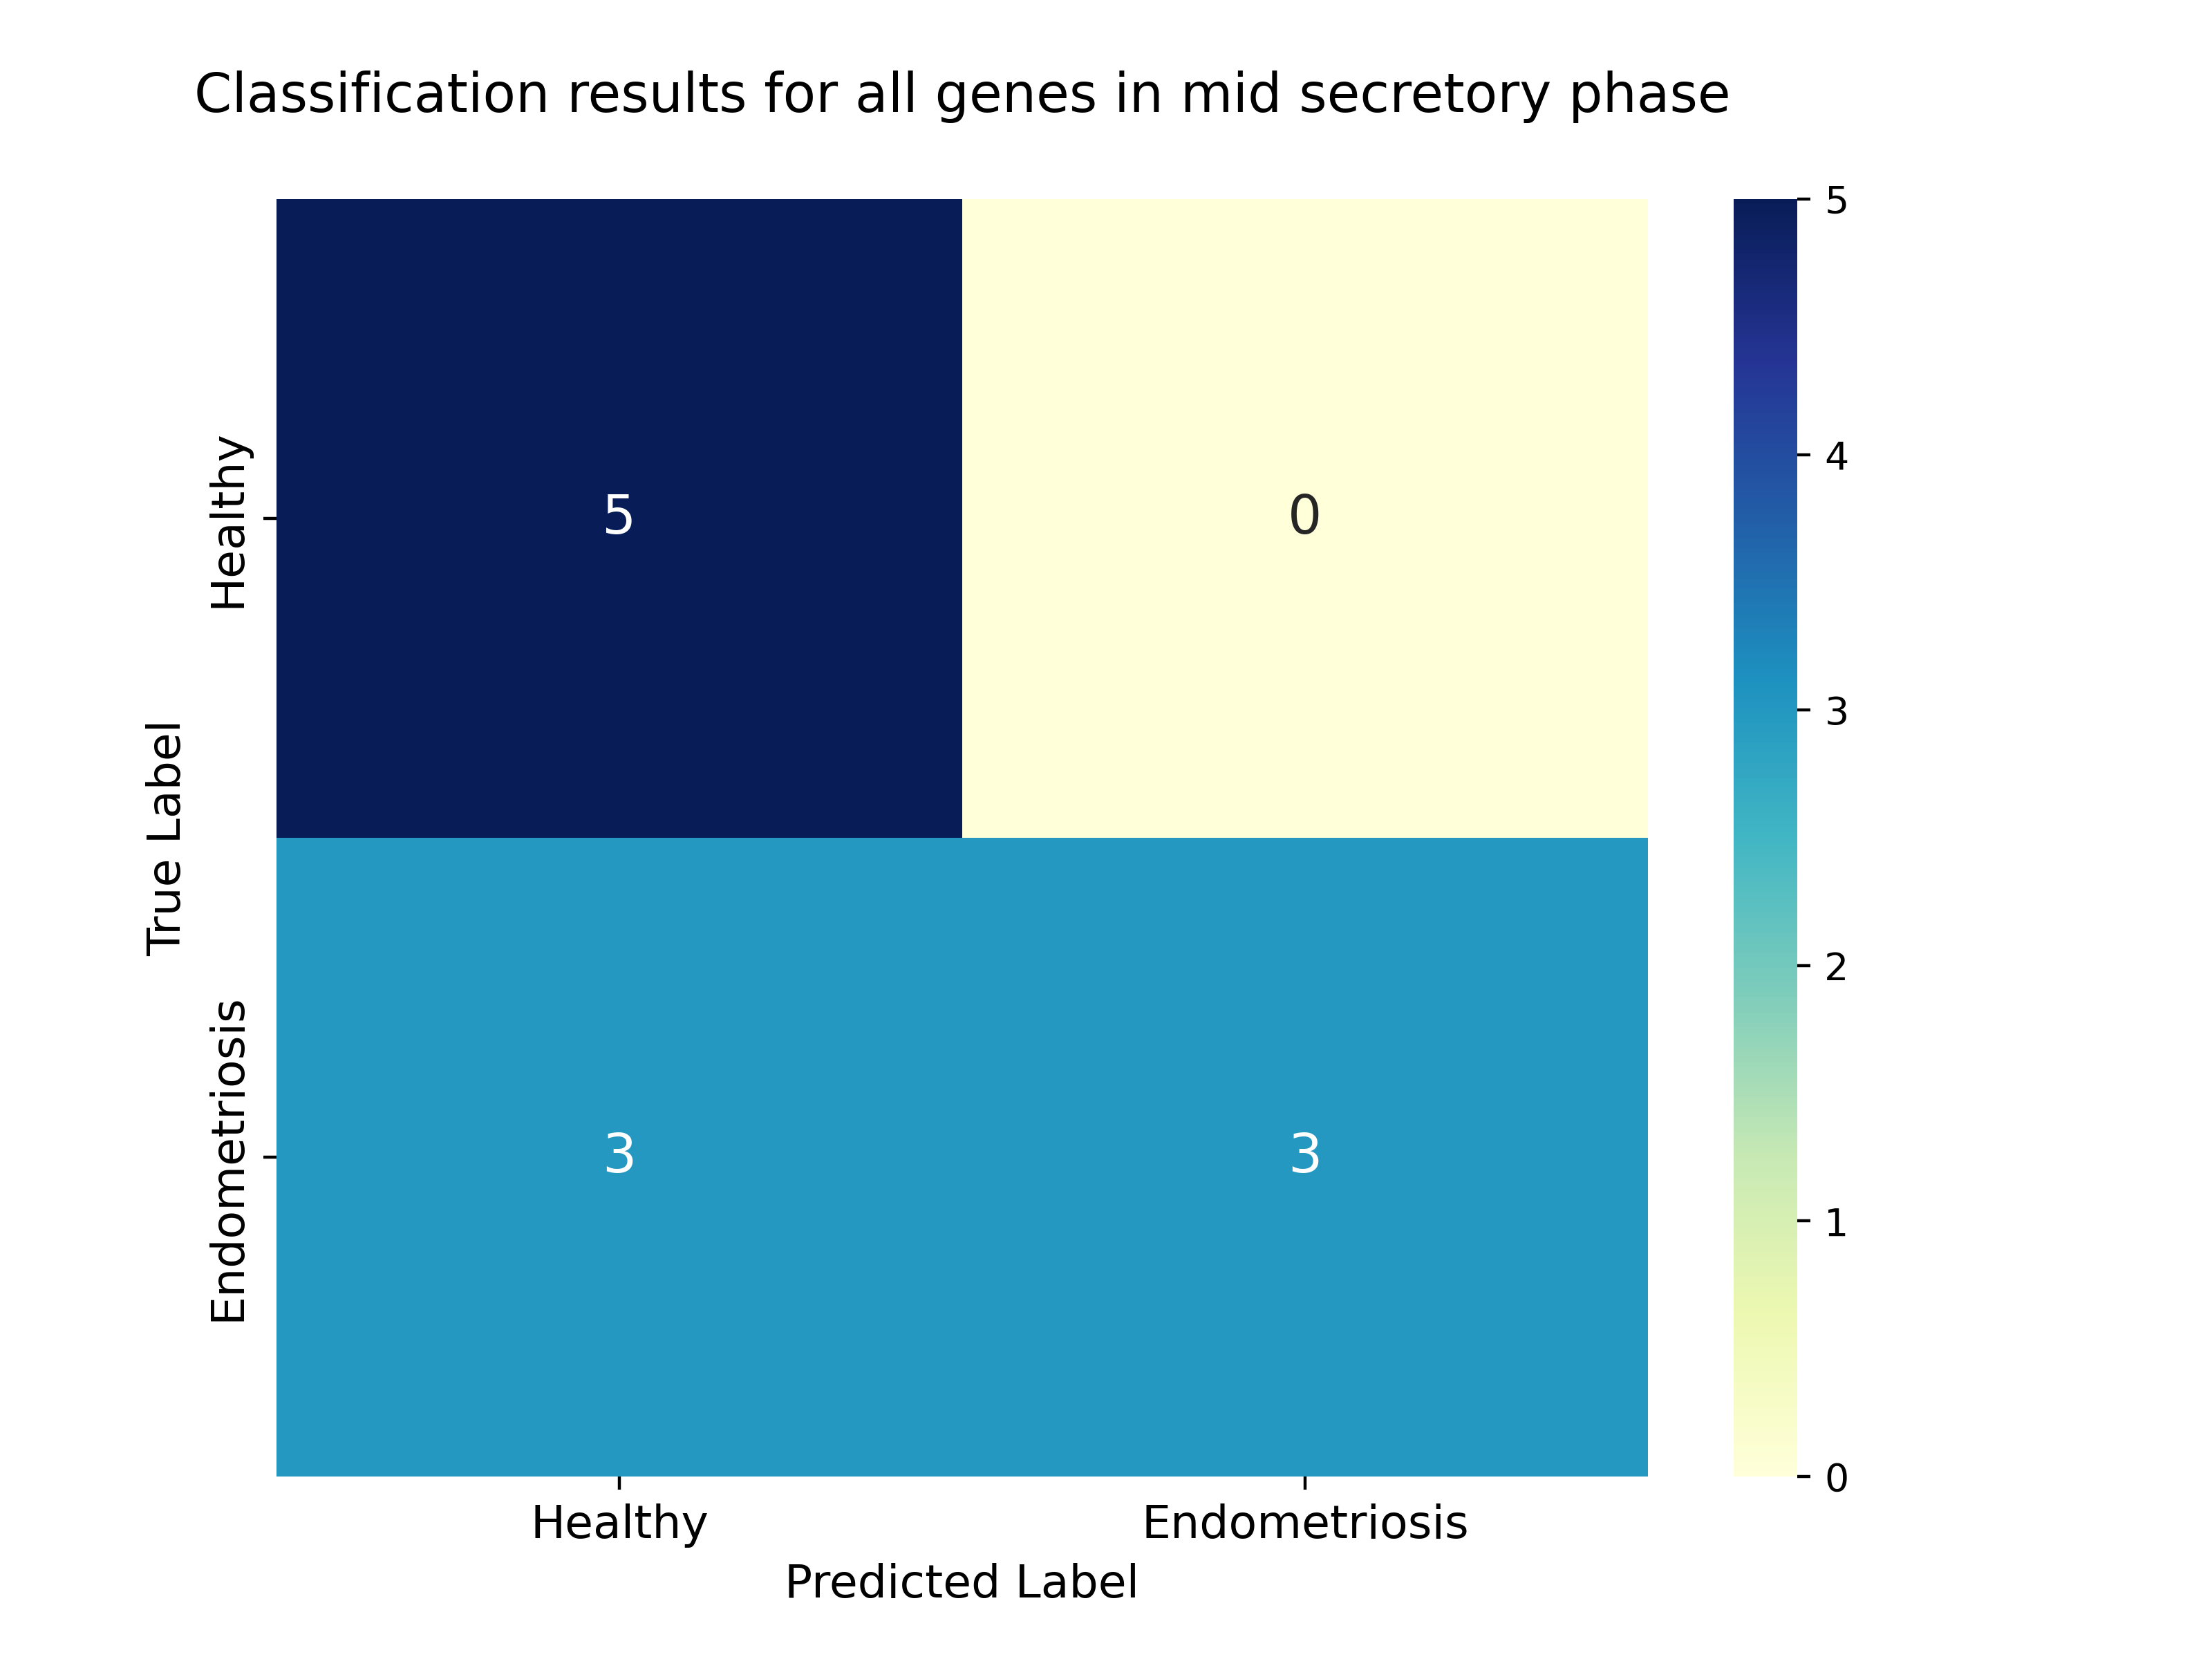 Classification results for all genes in mid secretory phase
True Label
Healthy
Endometriosis
5
0
3
3
Healthy
Endometriosis
Predicted Label
5
4
3
2
1
0